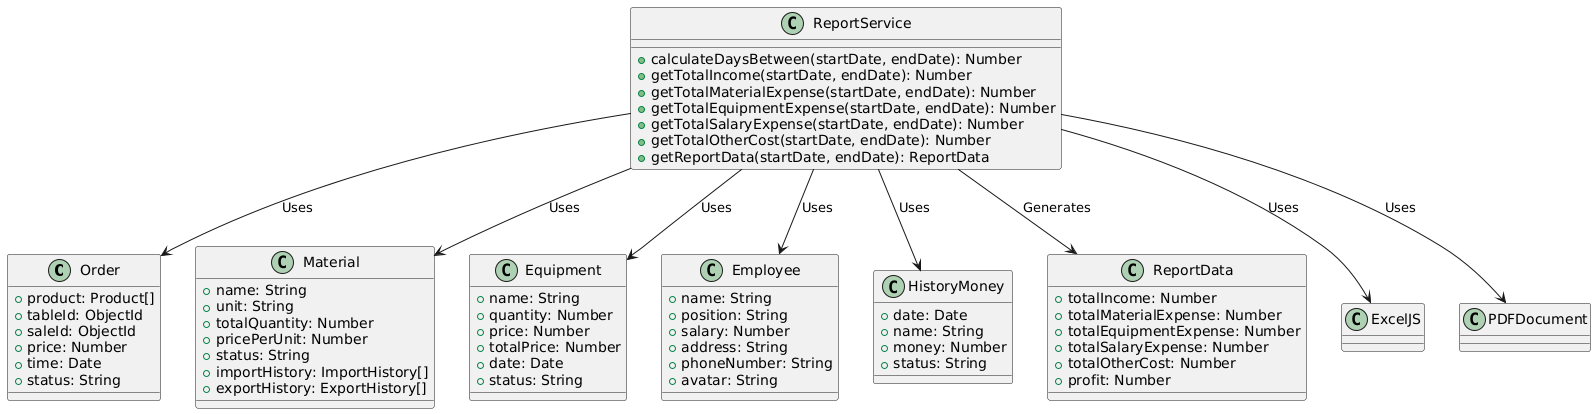 C ReportService
calculateDaysBetween(startDate, endDate): Number
getTotalIncome(startDate, endDate): Number
getTotalMaterialExpense(startDate, endDate): Number
getTotalEquipmentExpense(startDate, endDate): Number
getTotalSalaryExpense(startDate, endDate): Number
getTotalOtherCost(startDate, endDate): Number
getReportData(startDate, endDate): ReportData
Uses
Uses
Uses
Uses
Uses
Generates
Uses
Uses
C Order
product: Product[]
tableId: ObjectId
saleId: ObjectId
price: Number
time: Date
status: String
C Material
name: String
unit: String
totalQuantity: Number
pricePerUnit: Number
status: String
importHistory: ImportHistory[]
exportHistory: ExportHistory[]
C Equipment
name: String
quantity: Number
price: Number
totalPrice: Number
date: Date
status: String
C Employee
name: String
position: String
salary: Number
address: String
phoneNumber: String
avatar: String
C HistoryMoney
date: Date
name: String
money: Number
status: String
C ReportData
totalIncome: Number
totalMaterialExpense: Number
totalEquipmentExpense: Number
totalSalaryExpense: Number
totalOtherCost: Number
profit: Number
C ExcelJS
C PDFDocument